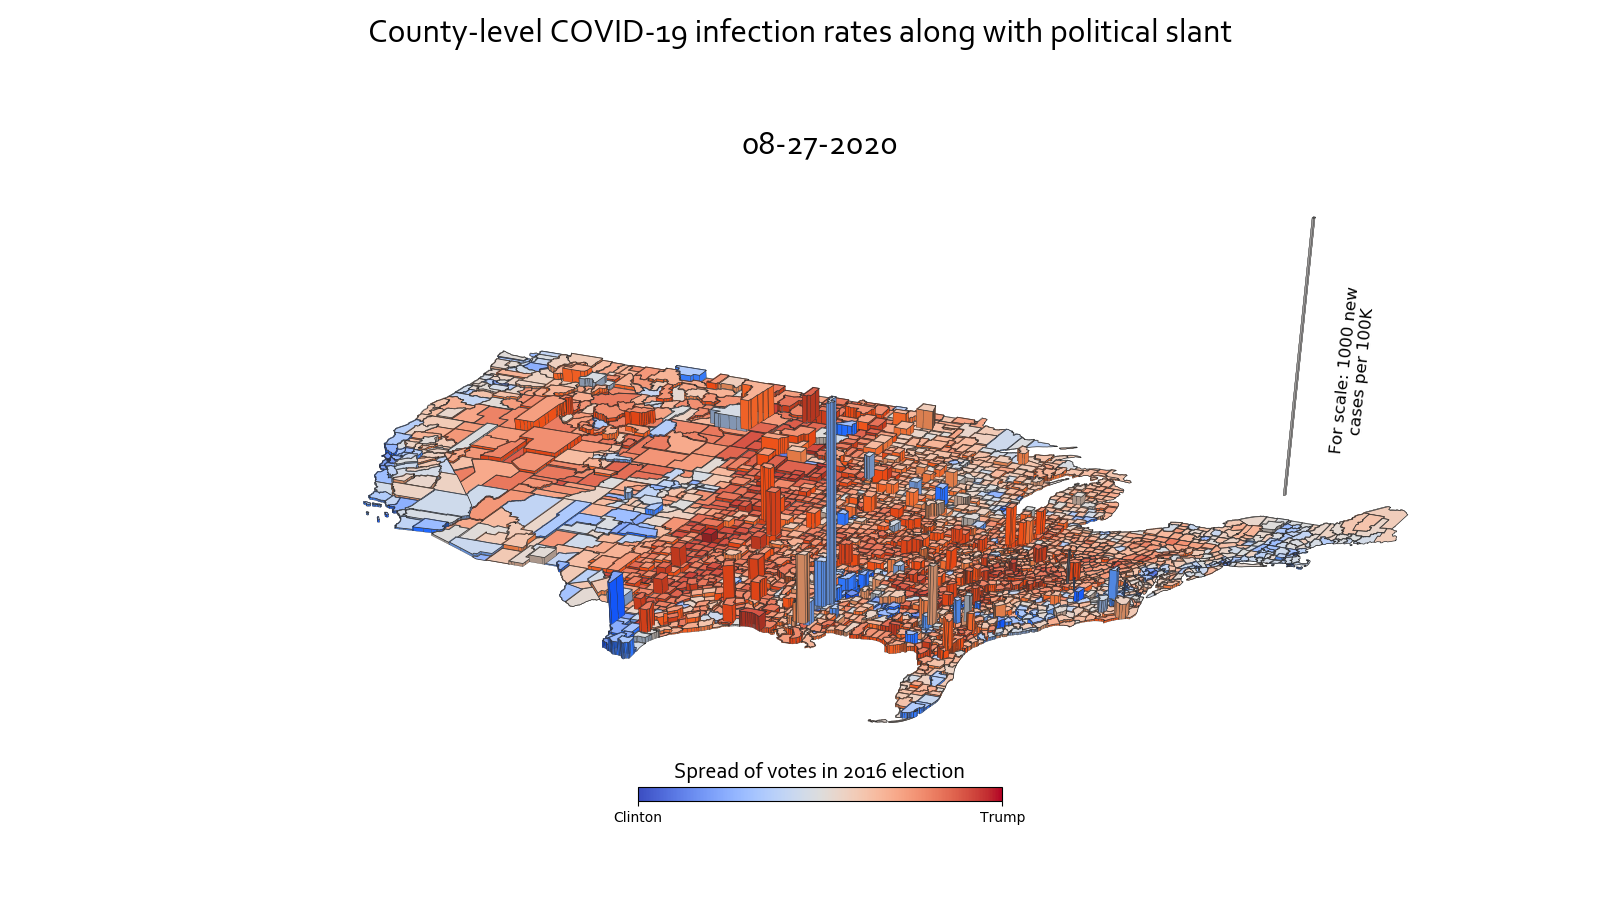 County-level COVID-19 infection rates along with political slant
08-27-2020
For scale: 1000 new
cases per 100K
Spread of votes in 2016 election
Clinton
Trump